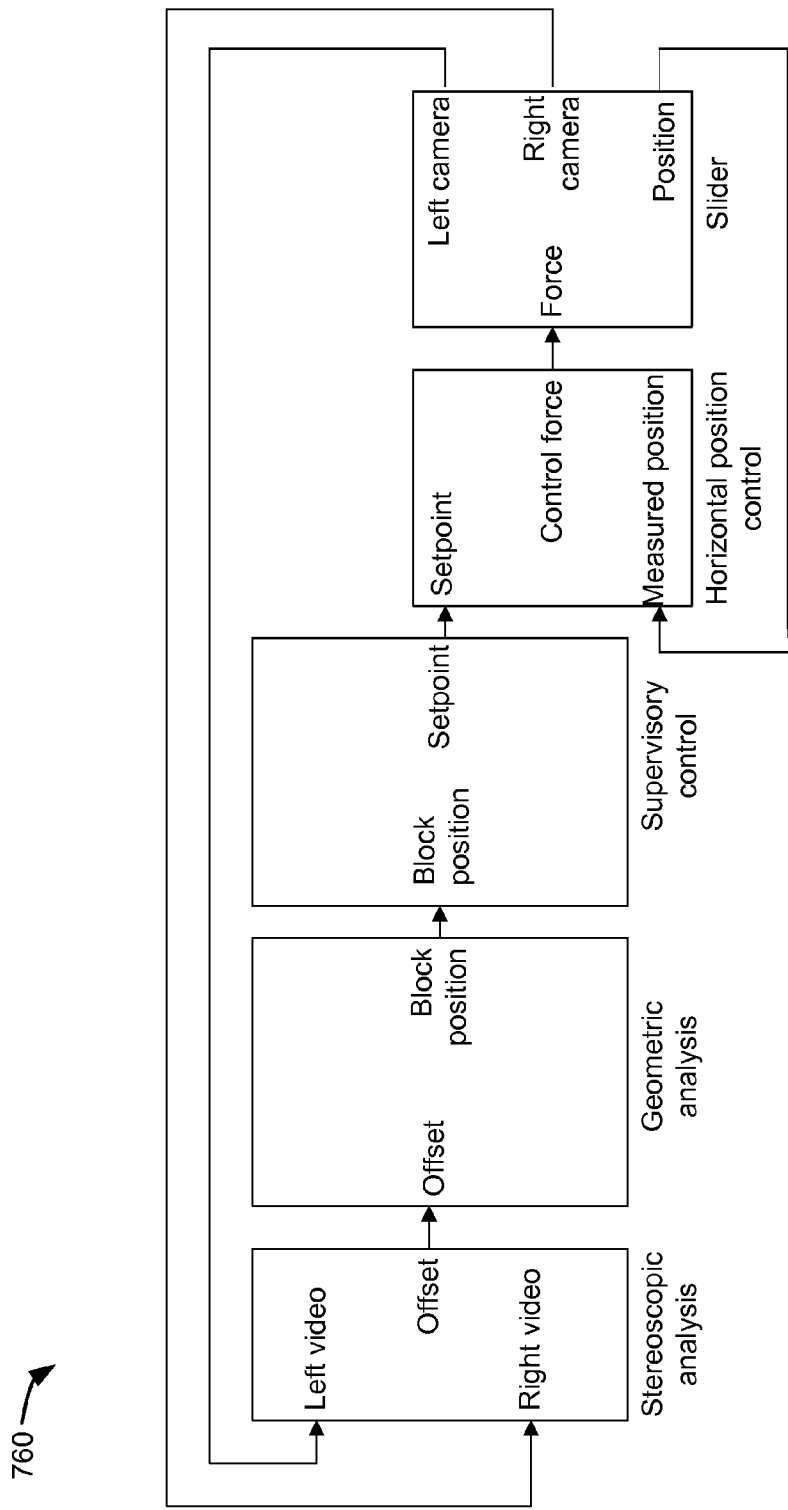 760
Left video
Offset
Right video
Stereoscopic
analysis
Offset
Block
position
Geometric
analysis
Block
position
Setpoint
Supervisory
control
Setpoint
Control force
Measured position
Horizontal position
control
Left camera
Force
Right
camera
Position
Slider